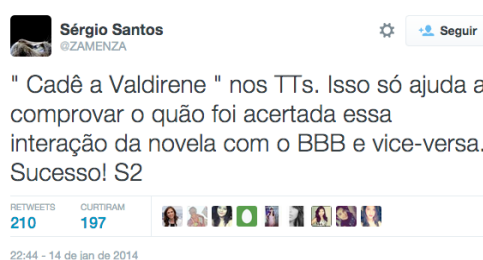 Sérgio Santos
@ZAMENZA
Seguir
" Cadê a Valdirene " nos TTs. Isso só ajuda a
comprovar o quão foi acertada essa
interação da novela com o BBB e vice-versa.
Sucesso! S2
RETWEETS CURTIRAM
210 197
22:44 - 14 de jan de 2014